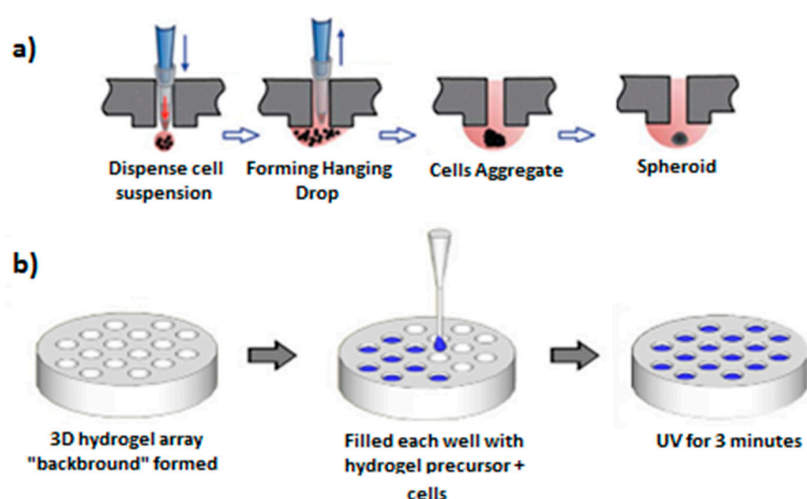 a)
Dispense cell
suspension
Forming Hanging
Drop
Cells Aggregate
Spheroid
b)
3D hydrogel array
"backbround" formed
Filled each well with
hydrogel precursor +
cells
UV for 3 minutes